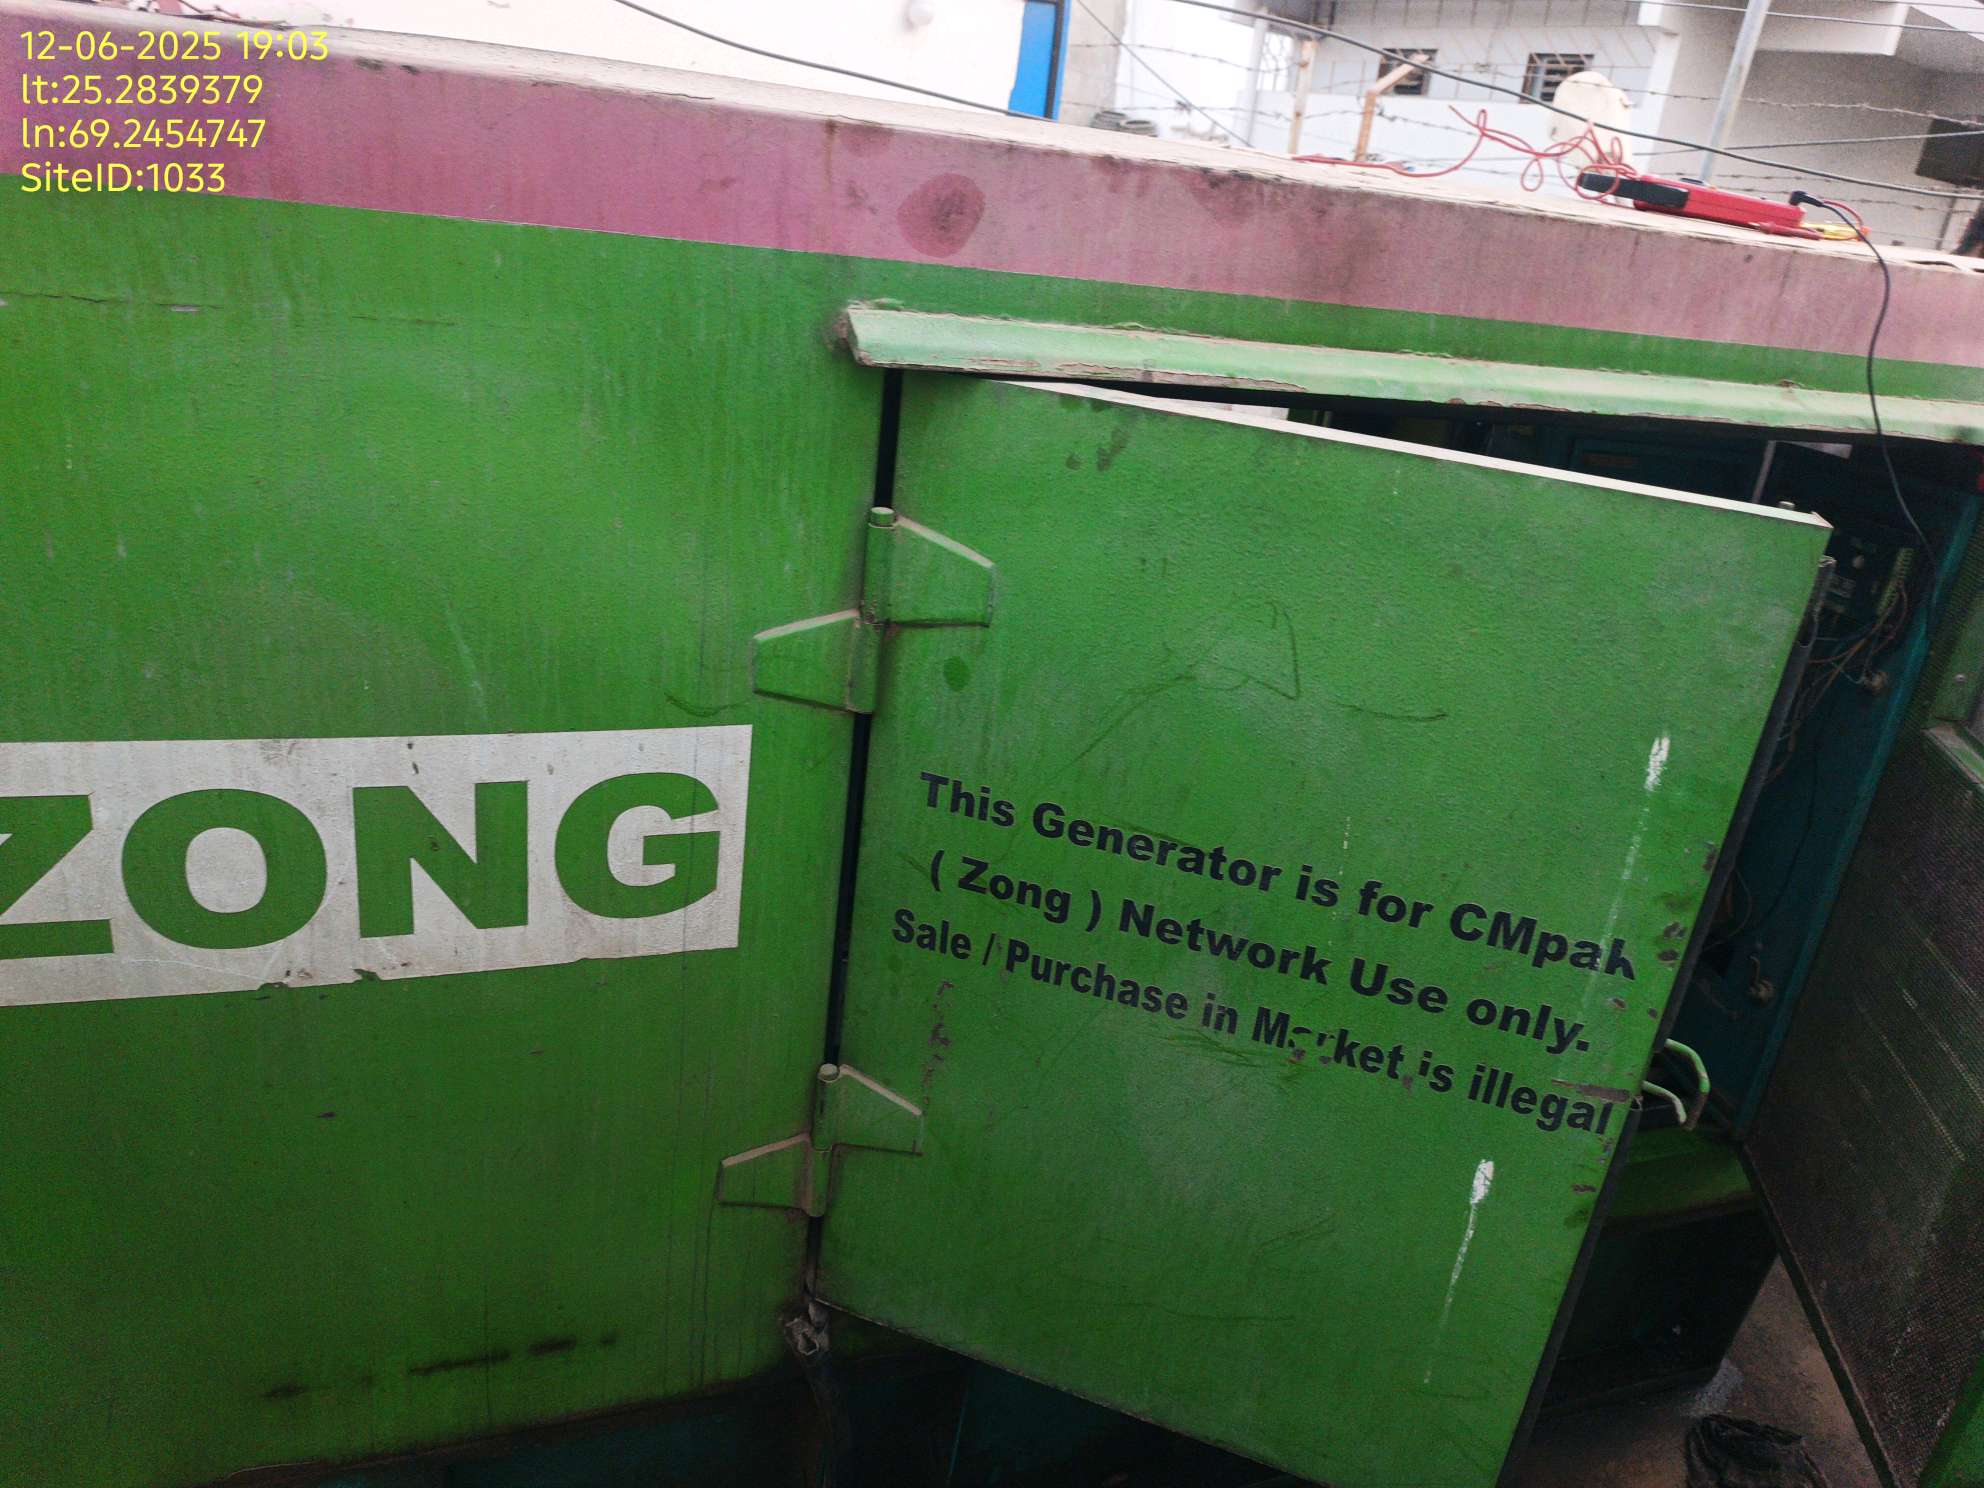 12-06-2025 19:03
lt:25.2839379
ln:69.2454747
SiteID:1033
ZONG
This Generator is for CMpak
( Zong ) Network Use only.
Sale / Purchase in Market is illegal